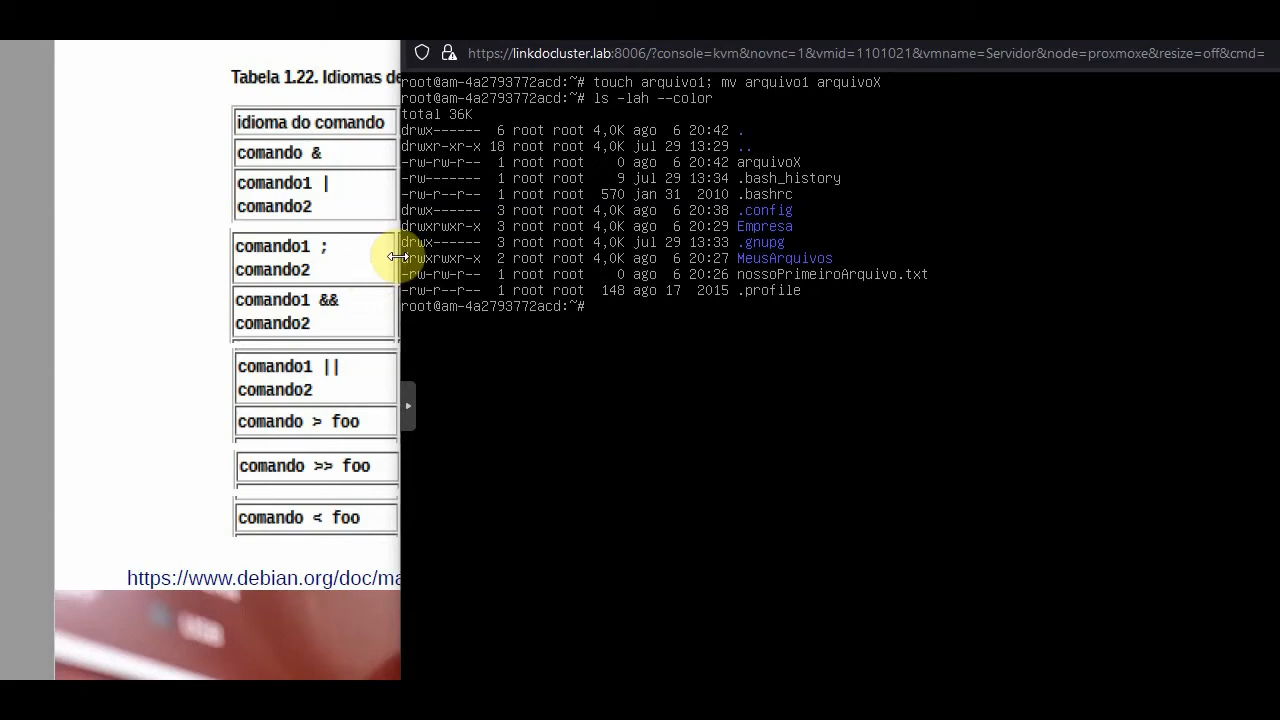 Tabela 1.22. Idiomas de
idioma do comando
comando &
comando1 |
comando2
comando1 ;
comando2
comando1 &&
comando2
comando1 ||
comando2
comando > foo
comando >> foo
comando < foo
https://www.debian.org/doc/ma
https://linkdocluster.lab:8006/?console=kvm&novnc=1&vmid=1101021&vmname=Servidor&node=proxmoxe&resize=off&cmd=
root@am-4a2793772acd:~# touch arquivo1; mv arquivo1 arquivoX
root@am-4a2793772acd:~# ls -lah --color
total 36K
drwx------ 6 root root 4,0K ago 6 20:42 .
drwxr-xr-x 18 root root 4,0K jul 29 13:29 ..
-rw-rw-r-- 1 root root 0 ago 6 20:42 arquivoX
-rw-r--r-- 1 root root 9 jul 29 13:34 .bash_history
-rw-r--r-- 1 root root 570 jan 31 2010 .bashrc
drwx------ 3 root root 4,0K ago 6 20:38 .config
drwxrwxr-x 3 root root 4,0K ago 6 20:29 Empresa
drwx------ 3 root root 4,0K jul 29 13:33 .gnupg
drwxrwxr-x 2 root root 4,0K ago 6 20:27 MeusArquivos
-rw-rw-r-- 1 root root 0 ago 6 20:26 nossoPrimeiroArquivo.txt
-rw-r--r-- 1 root root 148 ago 17 2015 .profile
root@am-4a2793772acd:~#